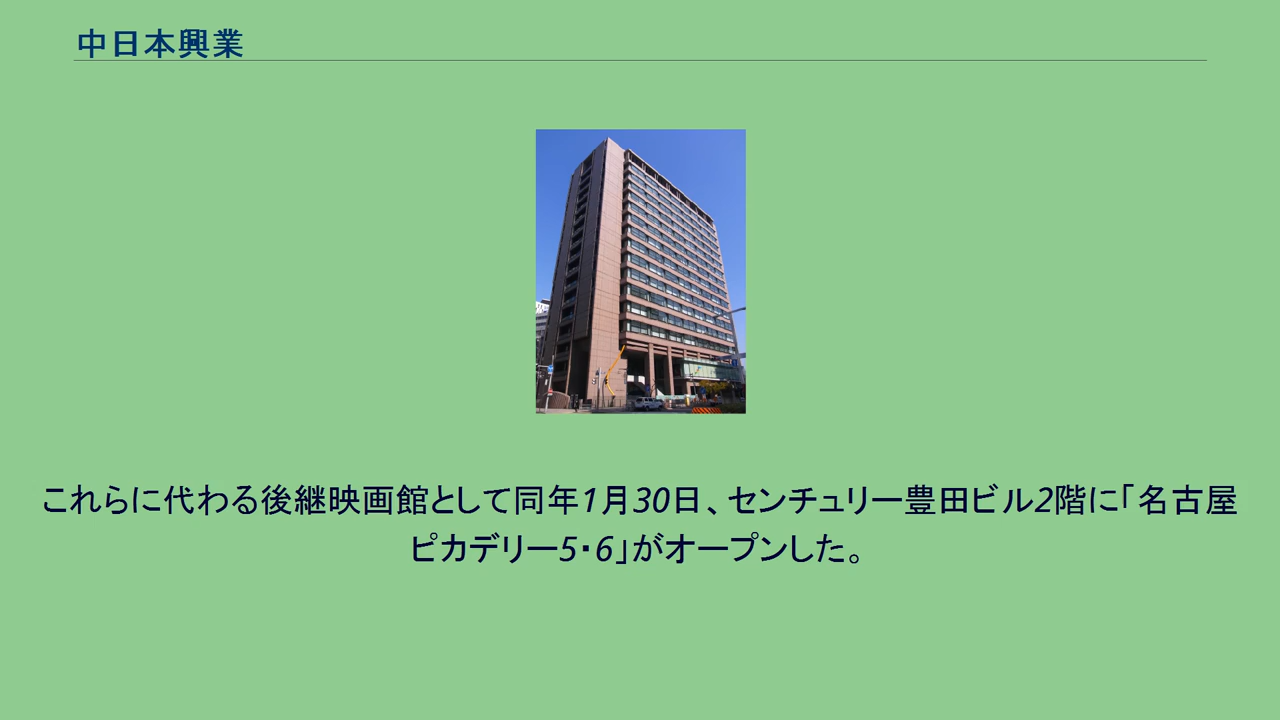 中日本興業
これらに代わる後継映画館として同年1月30日、センチュリー豊田ビル2階に「名古屋
ピカデリー5・6」がオープンした。